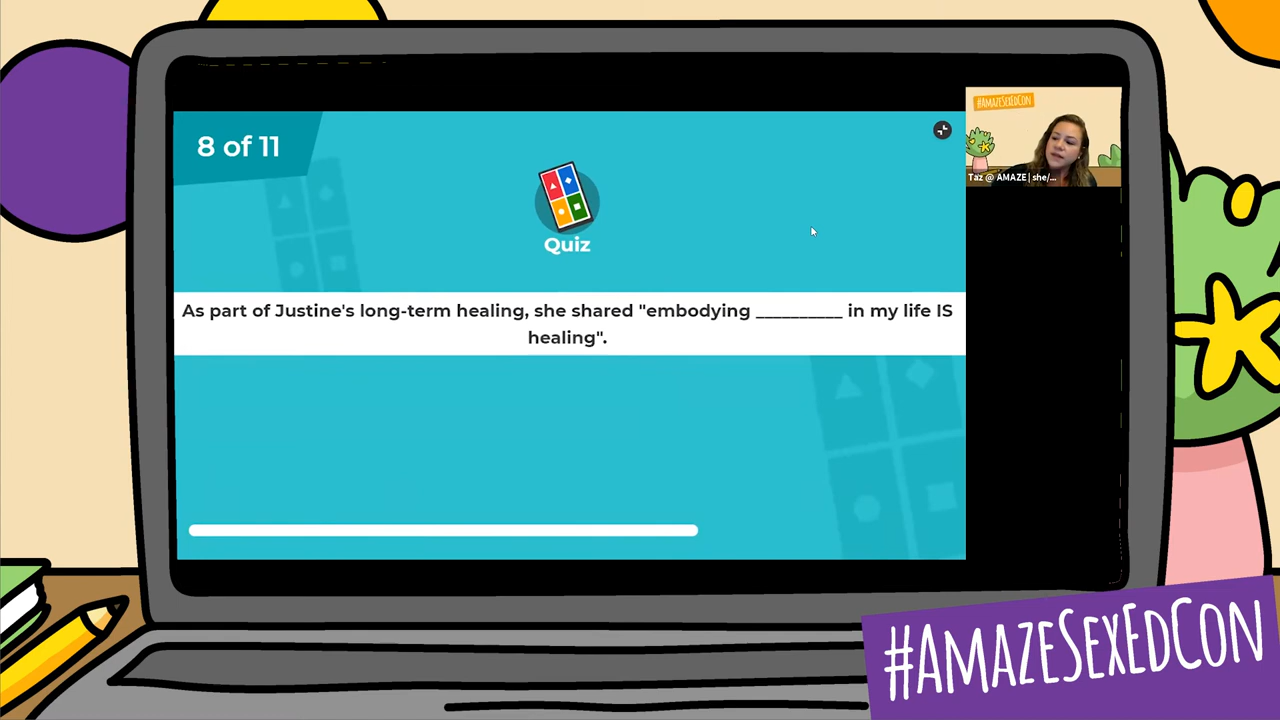 8 of 11
#AMAZESEXEDCON
Taz @ AMAZE | she/...
Quiz
As part of Justine's long-term healing, she shared "embodying __________ in my life IS
healing".
#AMAZESEXEDCON